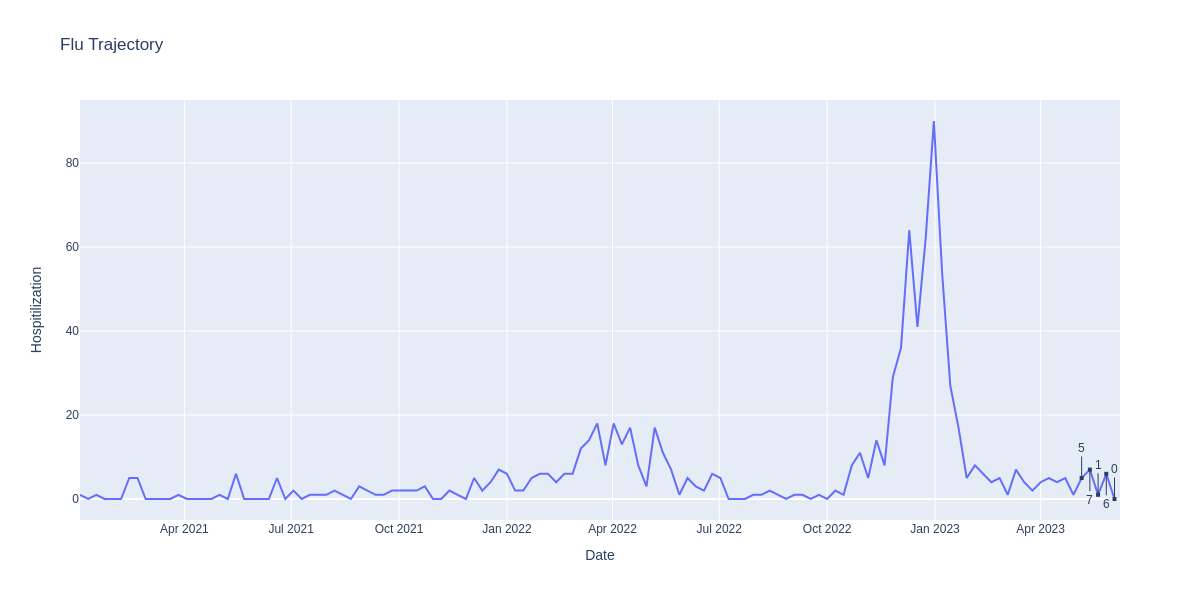 Flu Trajectory
Hospitilization
80
60
40
20
0
5
7
1
6
0
Apr 2021
Jul 2021
Oct 2021
Jan 2022
Apr 2022
Jul 2022
Oct 2022
Jan 2023
Apr 2023
Date